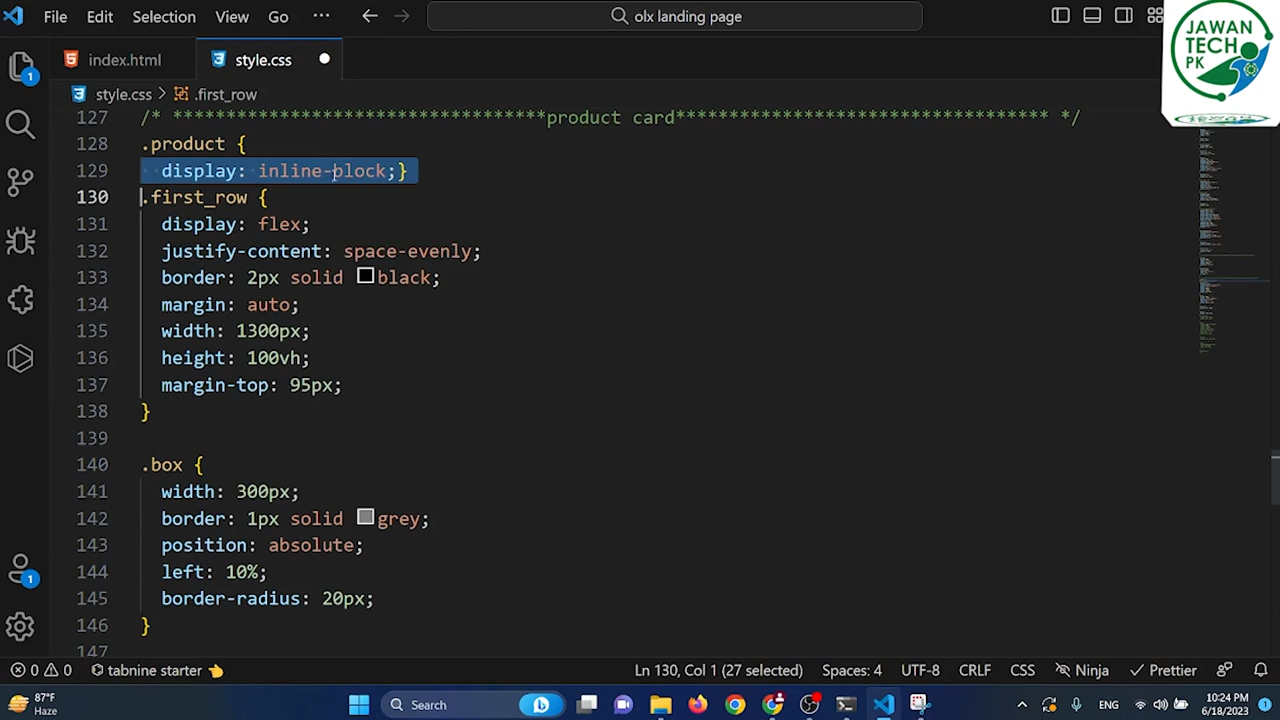 File Edit Selection View Go ··· olx landing page
JAWAN
TECH
PK
index.html style.css
style.css > .first_row
127 /* ********************************product card*********************************** */
128 .product {
129 display: inline-block;}
130 .first_row {
131 display: flex;
132 justify-content: space-evenly;
133 border: 2px solid black;
134 margin: auto;
135 width: 1300px;
136 height: 100vh;
137 margin-top: 95px;
138 }
139
140 .box {
141 width: 300px;
142 border: 1px solid grey;
143 position: absolute;
144 left: 10%;
145 border-radius: 20px;
146 }
147
1
1
0 0 tabnine starter Ln 130, Col 1 (27 selected) Spaces: 4 UTF-8 CRLF CSS Ninja Prettier
87°F
Haze
Search
ENG
10:24 PM
6/18/2023
1